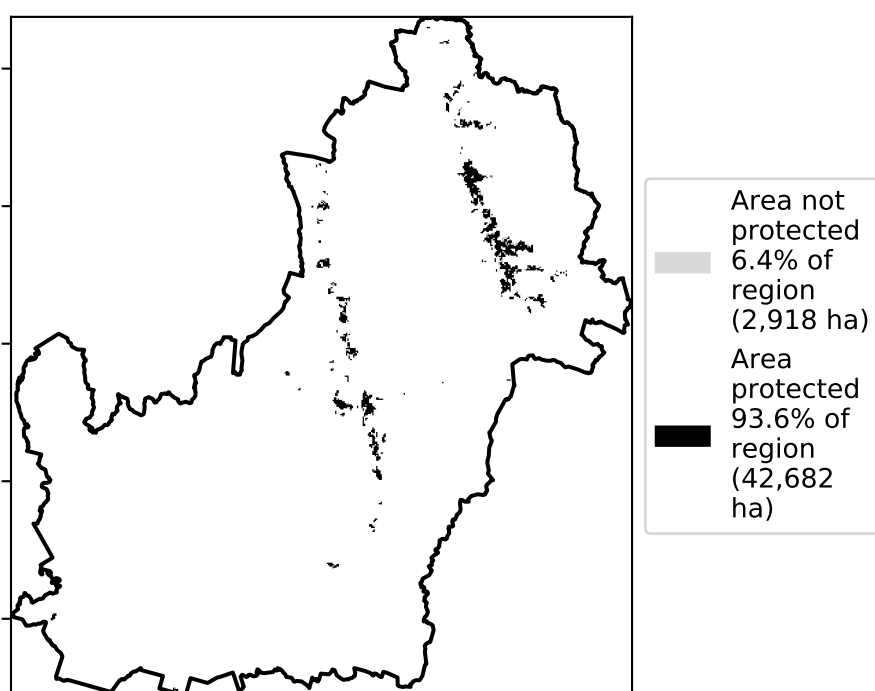 Area not
protected
6.4% of
region
(2,918 ha)
Area
protected
93.6% of
region
(42,682
ha)